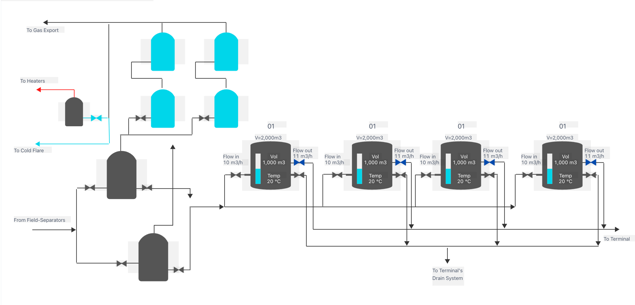 To Gas Export
To Heaters
To Cold Flare
From Field-Separators
01
V=2,000m3
Flow in
10 m3/h
Vol
1,000 m3
Temp
20 °C
Flow out
11 m3/h
01
V=2,000m3
Flow in
10 m3/h
Vol
1,000 m3
Temp
20 °C
Flow out
11 m3/h
01
V=2,000m3
Flow in
10 m3/h
Vol
1,000 m3
Temp
20 °C
Flow out
11 m3/h
01
V=2,000m3
Flow in
10 m3/h
Vol
1,000 m3
Temp
20 °C
Flow out
11 m3/h
To Terminal
To Terminal's
Drain System